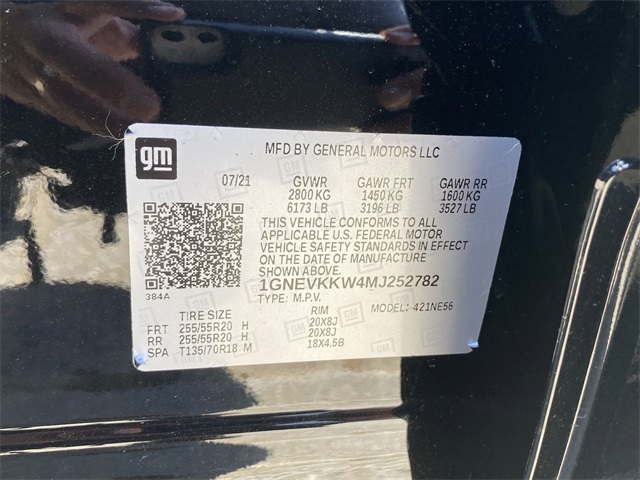 gm
MFD BY GENERAL MOTORS LLC
07/21 GVWR GAWR FRT GAWR RR
2800 KG 1450 KG 1600 KG
6173 LB 3196 LB 3527 LB
THIS VEHICLE CONFORMS TO ALL
APPLICABLE U.S. FEDERAL MOTOR
VEHICLE SAFETY STANDARDS IN EFFECT
ON THE DATE OF MANUFACTURE
SHOWN ABOVE.
384A
1GNEVKKW4MJ252782
TYPE: M.P.V. MODEL: 421NE56
TIRE SIZE RIM
FRT 255/55R20 H 20X8J
RR 255/55R20 H 20X8J
SPA T135/70R18 M 18X4.5B